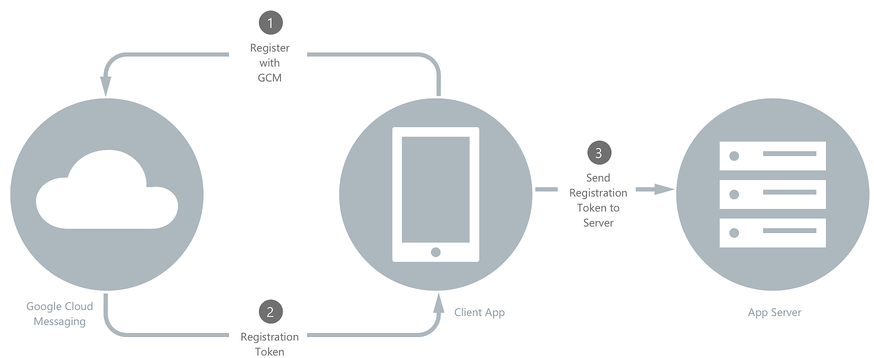 1
Register
with
GCM
3
Send
Registration
Token to
Server
Google Cloud
Messaging
2
Registration
Token
Client App
App Server